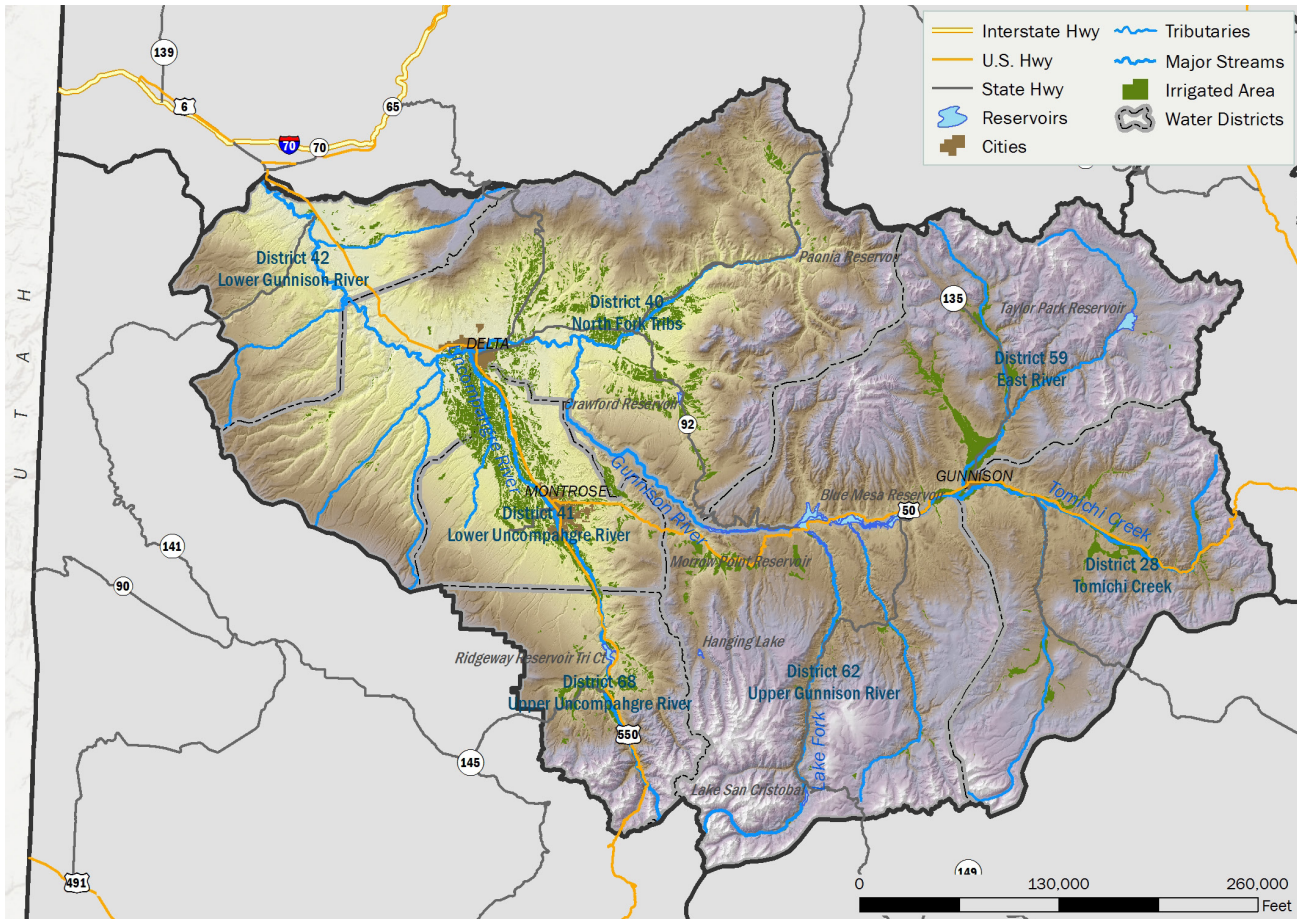 Interstate Hwy
U.S. Hwy
State Hwy
Reservoirs
Cities
Tributaries
Major Streams
Irrigated Area
Water Districts
139
6
65
70
70
UTAH
District 42
Lower Gunnison River
Paonia Reservoir
135
Taylor Park Reservoir
District 40
North Fork Tribs
DELTA
District 59
East River
Crawford Reservoir
92
Uncompahgre River
Gunnison River
GUNNISON
Tomichi Creek
MONTROSE
Blue Mesa Reservoir
50
District 41
Lower Uncompahgre River
Morrow Point Reservoir
District 28
Tomichi Creek
141
90
Hanging Lake
Ridgeway Reservoir Tri Ct
District 62
Upper Gunnison River
District 68
Upper Uncompahgre River
550
145
Lake Fork
Lake San Cristobal
149
491
0 130,000 260,000
Feet